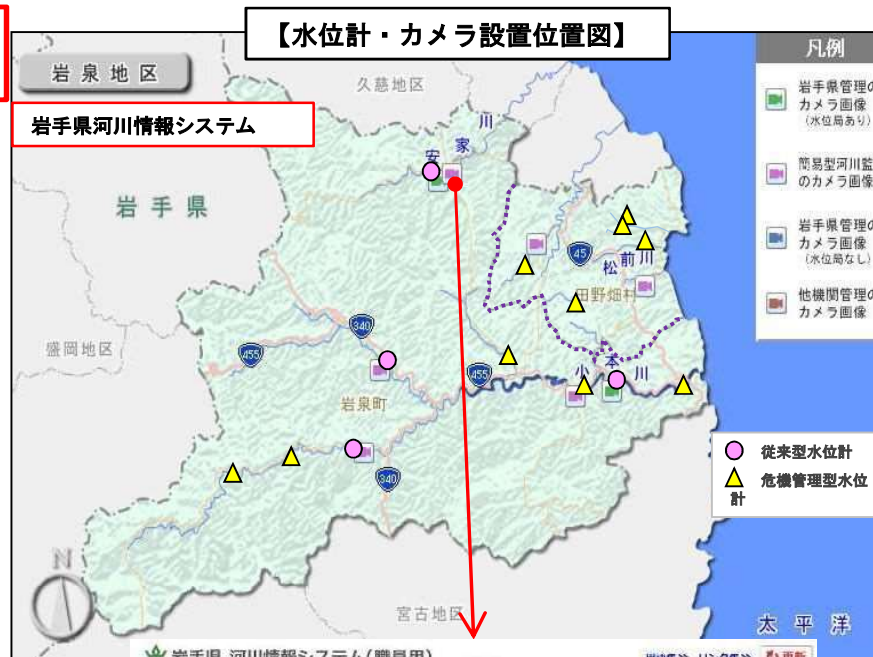 【水位計・カメラ設置位置図】
岩泉地区
岩手県河川情報システム
久慈地区
安家川
岩手県
盛岡地区
340
455
岩泉町
340
455
45
松前川
田野畑村
小本川
宮古地区
太平洋
N
凡例
岩手県管理の
カメラ画像
(水位局あり)
簡易型河川監
のカメラ画像
岩手県管理の
カメラ画像
(水位局なし)
他機関管理の
カメラ画像
従来型水位計
危機管理型水位
計
岩手県 河川情報システム(職員用)
更新